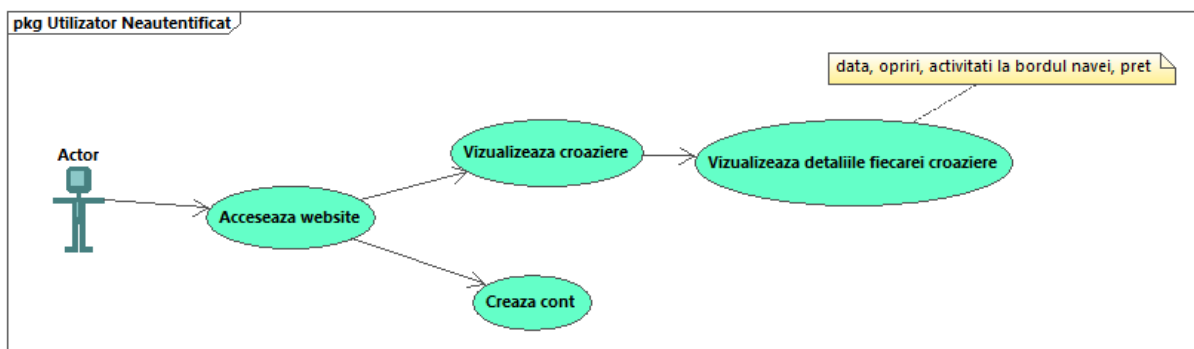 pkg Utilizator Neautentificat
data, opriri, activitati la bordul navei, pret
Actor
Vizualizeaza croaziere
Vizualizeaza detaliile fiecarei croaziere
Acceseaza website
Creaza cont